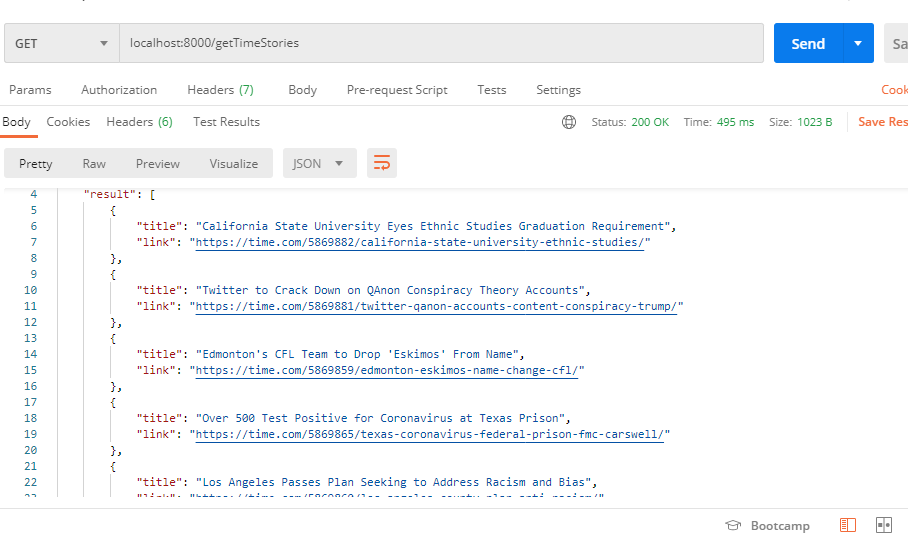 GET localhost:8000/getTimeStories Send
Params Authorization Headers (7) Body Pre-request Script Tests Settings
Body Cookies Headers (6) Test Results Status: 200 OK Time: 495 ms Size: 1023 B
Pretty Raw Preview Visualize JSON
4 "result": [
5 {
6 "title": "California State University Eyes Ethnic Studies Graduation Requirement",
7 "link": "https://time.com/5869882/california-state-university-ethnic-studies/"
8 },
9 {
10 "title": "Twitter to Crack Down on QAnon Conspiracy Theory Accounts",
11 "link": "https://time.com/5869881/twitter-qanon-accounts-content-conspiracy-trump/"
12 },
13 {
14 "title": "Edmonton's CFL Team to Drop 'Eskimos' From Name",
15 "link": "https://time.com/5869859/edmonton-eskimos-name-change-cfl/"
16 },
17 {
18 "title": "Over 500 Test Positive for Coronavirus at Texas Prison",
19 "link": "https://time.com/5869865/texas-coronavirus-federal-prison-fmc-carswell/"
20 },
21 {
22 "title": "Los Angeles Passes Plan Seeking to Address Racism and Bias",
Bootcamp